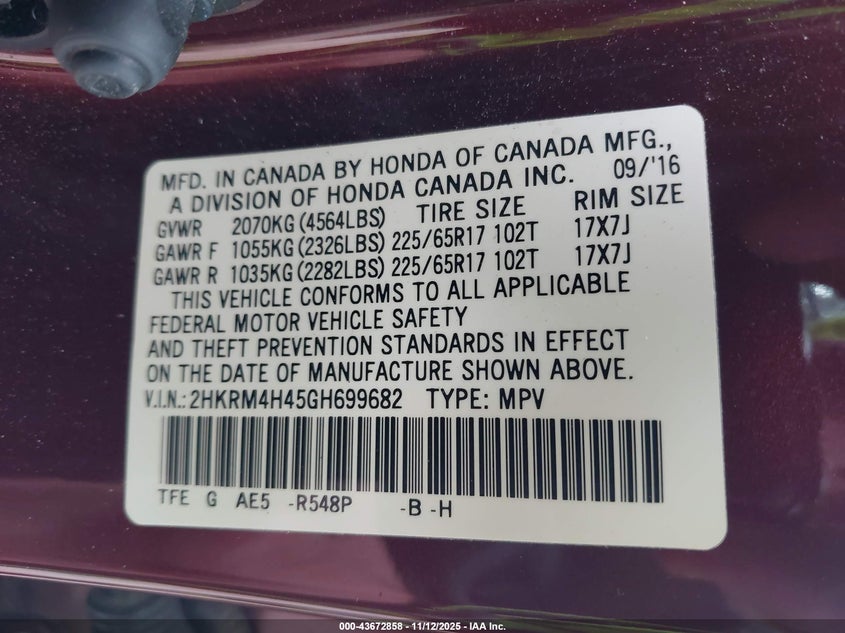 MFD. IN CANADA BY HONDA OF CANADA MFG.,
A DIVISION OF HONDA CANADA INC. 09/'16
GVWR 2070KG (4564LBS) TIRE SIZE RIM SIZE
GAWR F 1055KG (2326LBS) 225/65R17 102T 17X7J
GAWR R 1035KG (2282LBS) 225/65R17 102T 17X7J
THIS VEHICLE CONFORMS TO ALL APPLICABLE
FEDERAL MOTOR VEHICLE SAFETY
AND THEFT PREVENTION STANDARDS IN EFFECT
ON THE DATE OF MANUFACTURE SHOWN ABOVE.
V.I.N.: 2HKRM4H45GH699682 TYPE: MPV
TFE G AE5 -R548P -B -H
000-43672858 - 11/12/2025 - IAA Inc.